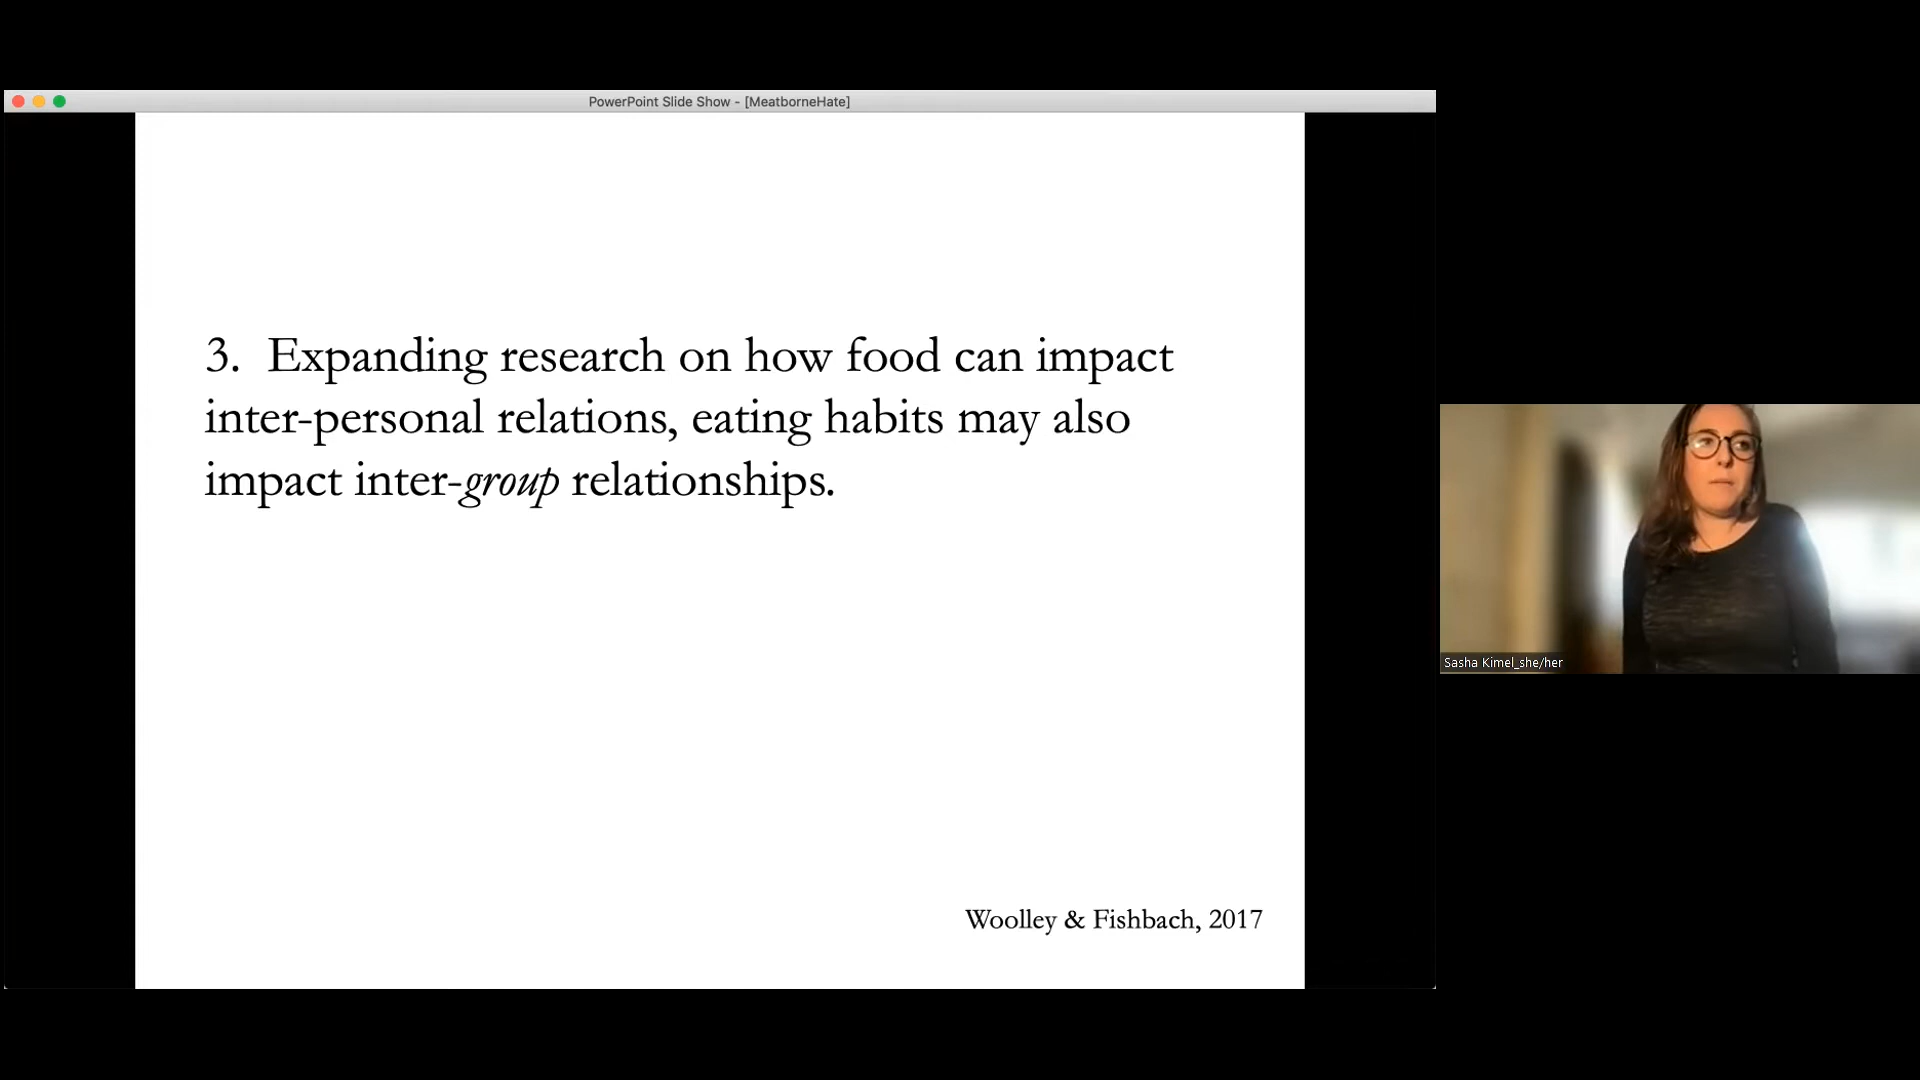 PowerPoint Slide Show - [MeatborneHate]
3. Expanding research on how food can impact
inter-personal relations, eating habits may also
impact inter-group relationships.
Woolley & Fishbach, 2017
Sasha Kimel_she/her